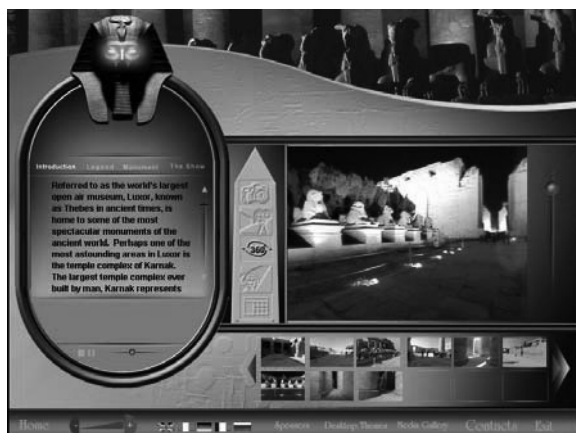 Introduction Legend Monument The Show
Referred to as the world's largest
open air museum, Luxor, known
as Thebes in ancient times, is
home to some of the most
spectacular monuments of the
ancient world. Perhaps one of the
most astounding areas in Luxor is
the temple complex of Karnak.
The largest temple complex ever
built by man, Karnak represents
360
Home Sponsors Desktop Themes Media Gallery Contacts Exit